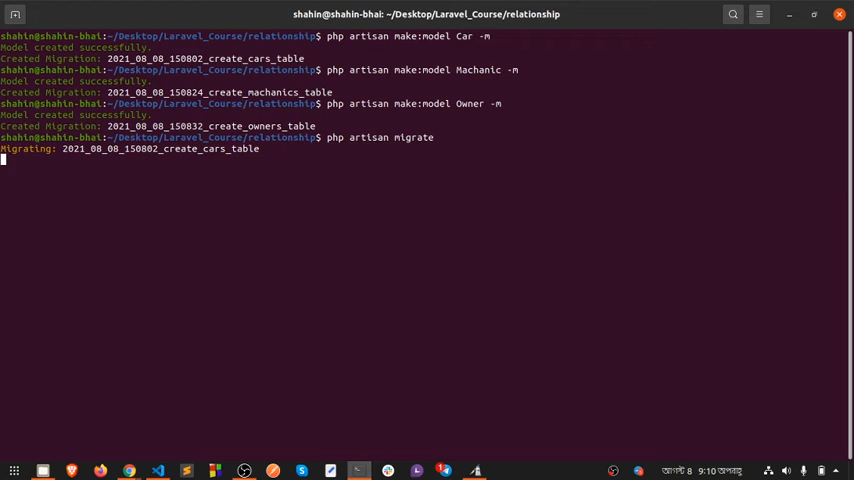 shahin@shahin-bhai: ~/Desktop/Laravel_Course/relationship
shahin@shahin-bhai:~/Desktop/Laravel_Course/relationship$ php artisan make:model Car -m
Model created successfully.
Created Migration: 2021_08_08_150802_create_cars_table
shahin@shahin-bhai:~/Desktop/Laravel_Course/relationship$ php artisan make:model Machanic -m
Model created successfully.
Created Migration: 2021_08_08_150824_create_machanics_table
shahin@shahin-bhai:~/Desktop/Laravel_Course/relationship$ php artisan make:model Owner -m
Model created successfully.
Created Migration: 2021_08_08_150832_create_owners_table
shahin@shahin-bhai:~/Desktop/Laravel_Course/relationship$ php artisan migrate
Migrating: 2021_08_08_150802_create_cars_table
1
আগস্ট 8 9:10 অপরাহ্ণ